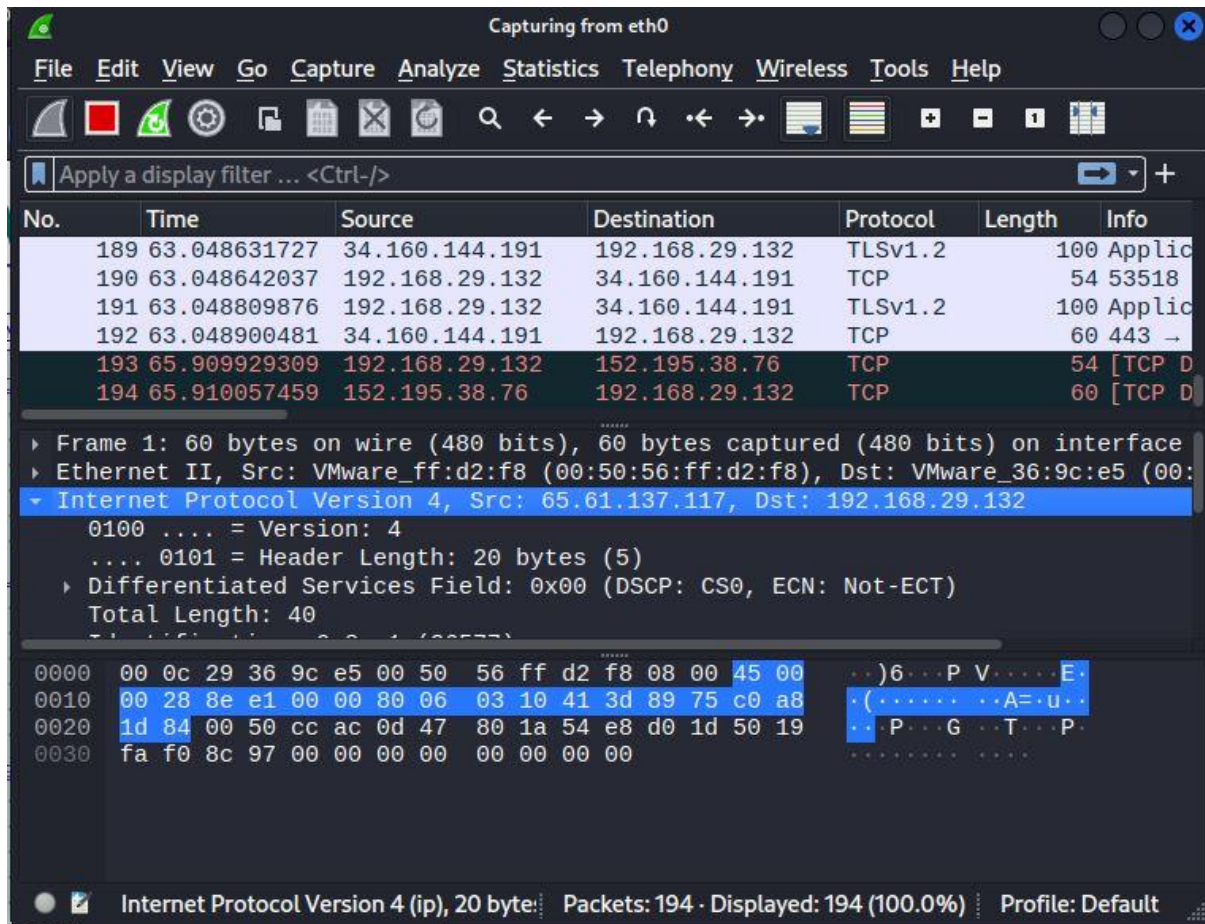 Capturing from eth0
File Edit View Go Capture Analyze Statistics Telephony Wireless Tools Help
Apply a display filter ... <Ctrl-/>
No. Time Source Destination Protocol Length Info
189 63.048631727 34.160.144.191 192.168.29.132 TLSv1.2 100 Applic
190 63.048642037 192.168.29.132 34.160.144.191 TCP 54 53518
191 63.048809876 192.168.29.132 34.160.144.191 TLSv1.2 100 Applic
192 63.048900481 34.160.144.191 192.168.29.132 TCP 60 443 →
193 65.909929309 192.168.29.132 152.195.38.76 TCP 54 [TCP D
194 65.910057459 152.195.38.76 192.168.29.132 TCP 60 [TCP D
Frame 1: 60 bytes on wire (480 bits), 60 bytes captured (480 bits) on interface
Ethernet II, Src: VMware_ff:d2:f8 (00:50:56:ff:d2:f8), Dst: VMware_36:9c:e5 (00:
Internet Protocol Version 4, Src: 65.61.137.117, Dst: 192.168.29.132
0100 .... = Version: 4
.... 0101 = Header Length: 20 bytes (5)
Differentiated Services Field: 0x00 (DSCP: CS0, ECN: Not-ECT)
Total Length: 40
0000 00 0c 29 36 9c e5 00 50 56 ff d2 f8 08 00 45 00 ··)6···P V·····E·
0010 00 28 8e e1 00 00 80 06 03 10 41 3d 89 75 c0 a8 ·(······ ··A=·u··
0020 1d 84 00 50 cc ac 0d 47 80 1a 54 e8 d0 1d 50 19 ···P···G ··T···P·
0030 fa f0 8c 97 00 00 00 00 00 00 00 00 ········ ····
Internet Protocol Version 4 (ip), 20 byte Packets: 194 · Displayed: 194 (100.0%) Profile: Default